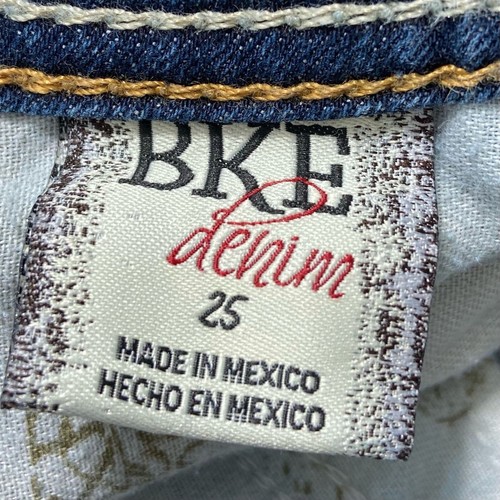 BKE
denim
25
MADE IN MEXICO
HECHO EN MEXICO